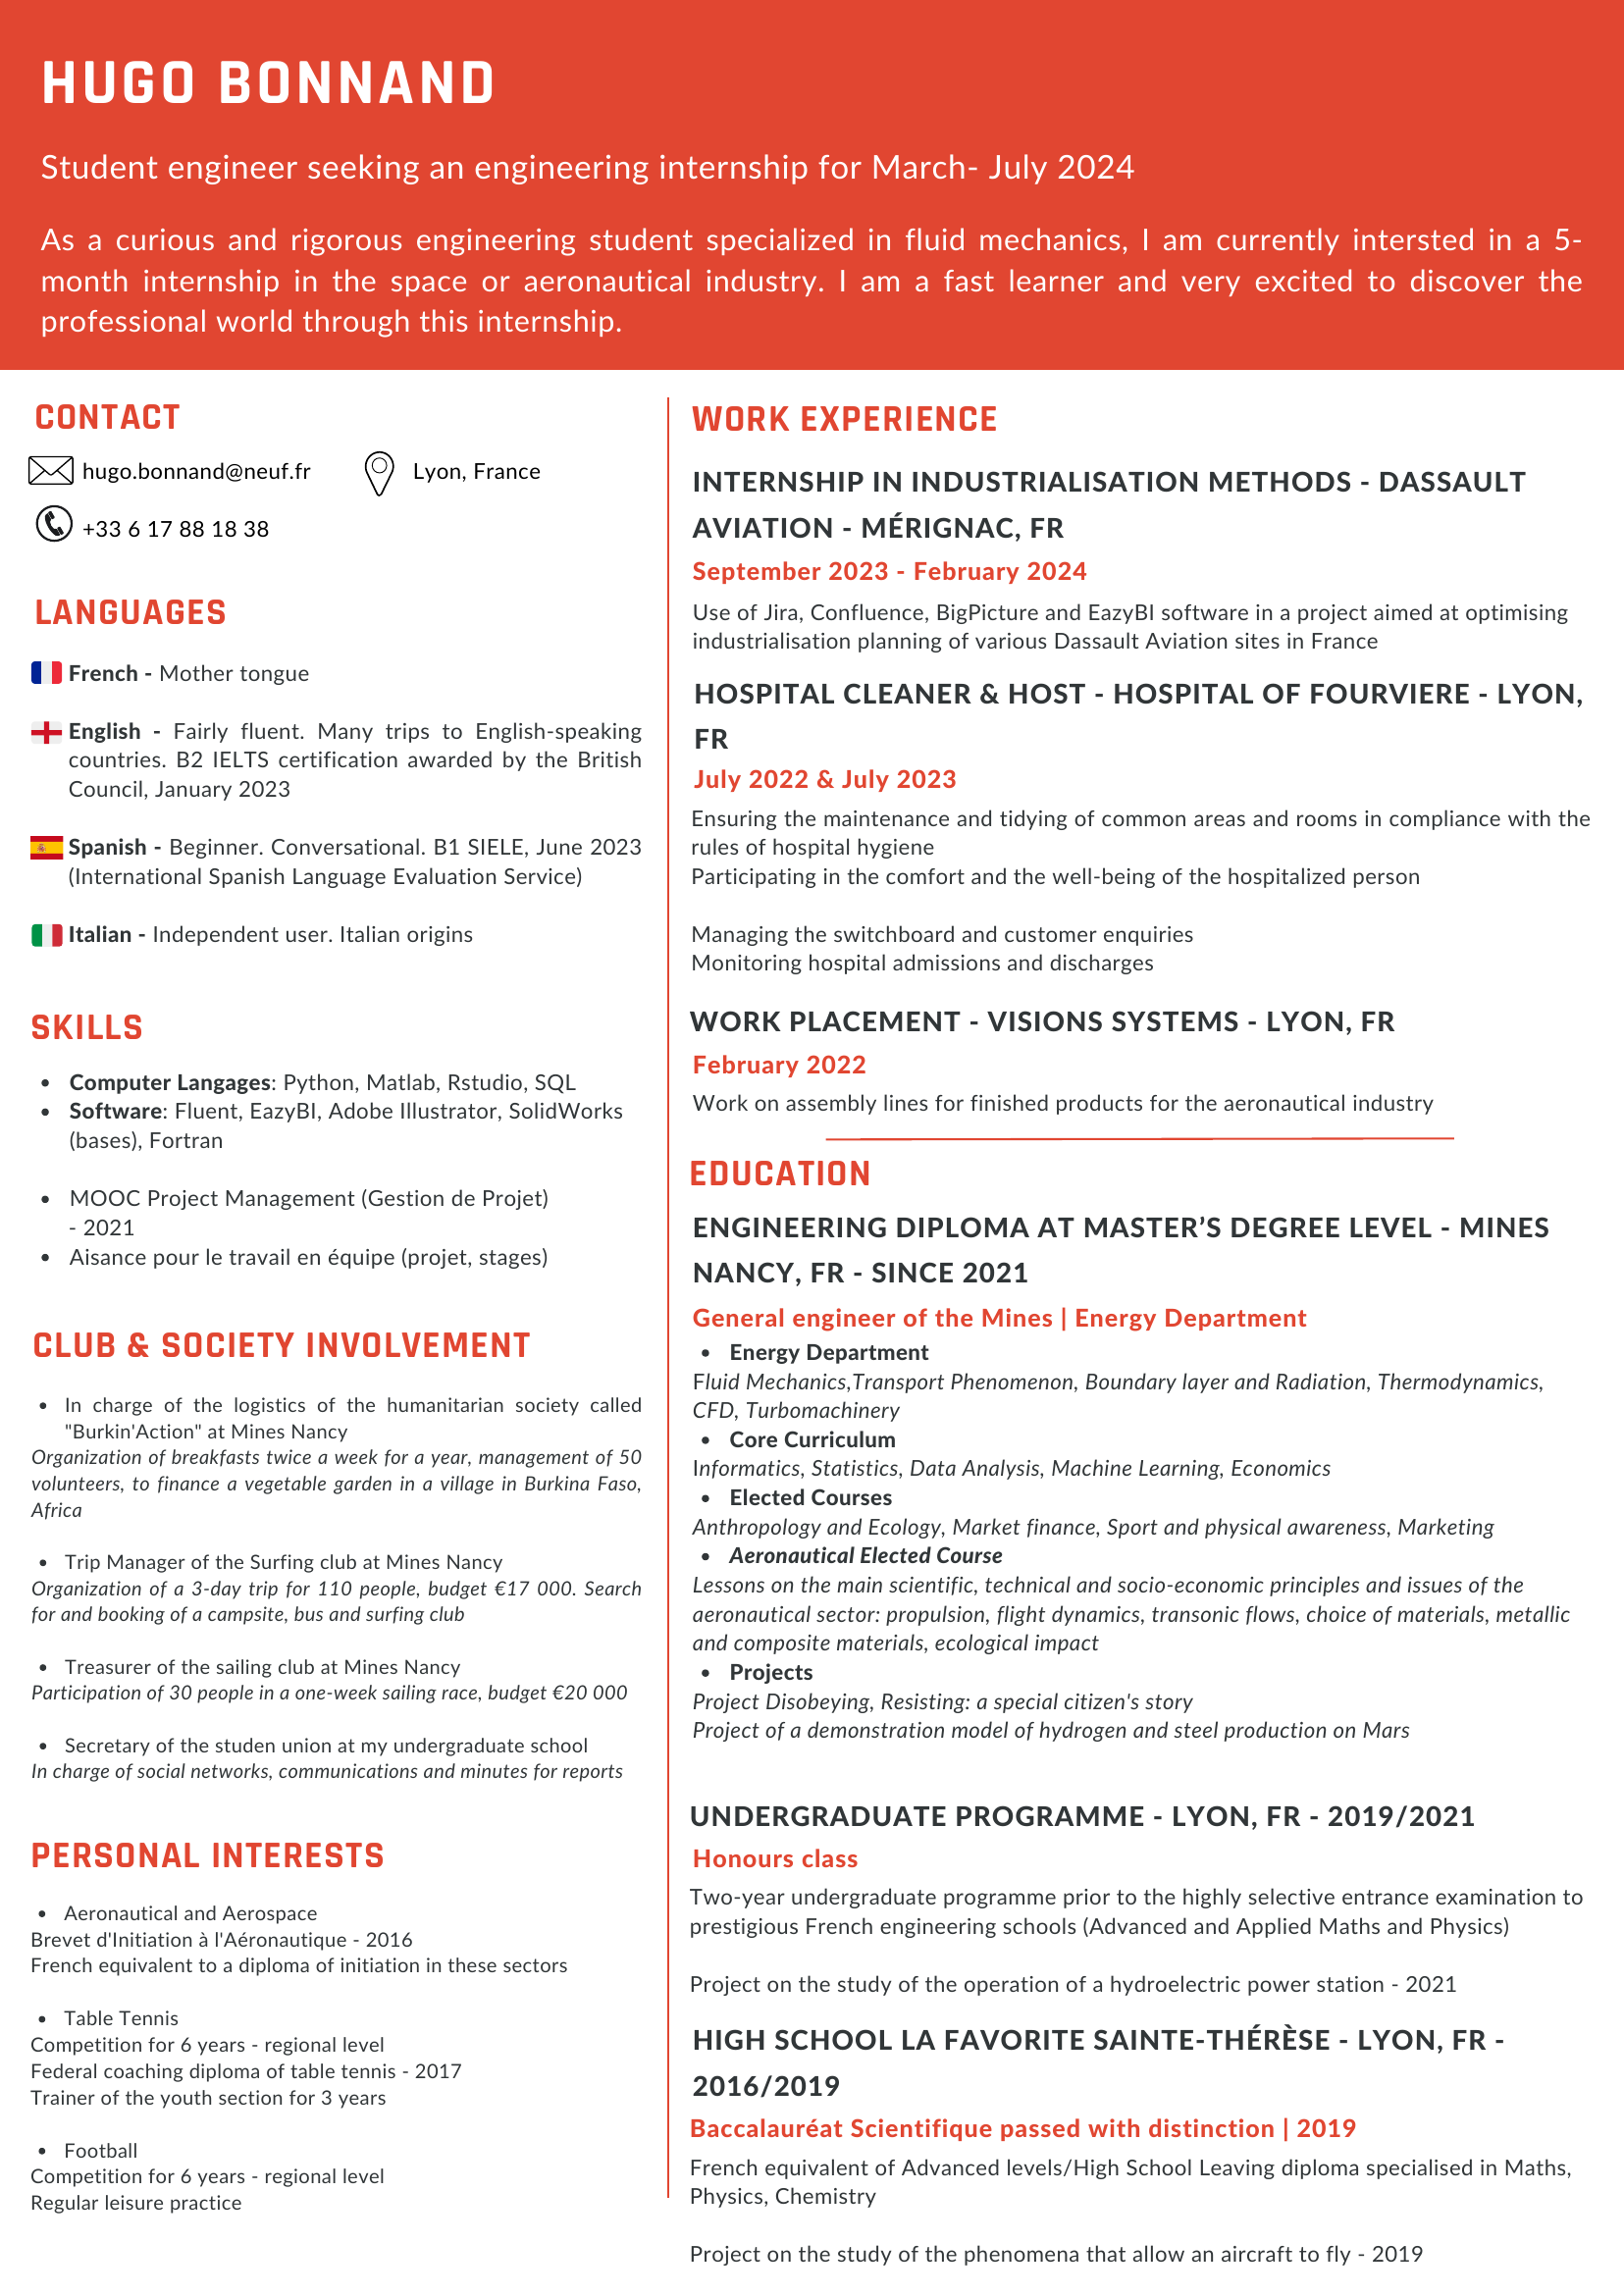 HUGO BONNAND
Student engineer seeking an engineering internship for March- July 2024
As a curious and rigorous engineering student specialized in fluid mechanics, I am currently intersted in a 5-
month internship in the space or aeronautical industry. I am a fast learner and very excited to discover the
professional world through this internship.
CONTACT
hugo.bonnand@neuf.fr
Lyon, France
+33 6 17 88 18 38
LANGUAGES
French - Mother tongue
English - Fairly fluent. Many trips to English-speaking
countries. B2 IELTS certification awarded by the British
Council, January 2023
Spanish - Beginner. Conversational. B1 SIELE, June 2023
(International Spanish Language Evaluation Service)
Italian - Independent user. Italian origins
SKILLS
• Computer Langages: Python, Matlab, Rstudio, SQL
• Software: Fluent, EazyBI, Adobe Illustrator, SolidWorks
(bases), Fortran
• MOOC Project Management (Gestion de Projet)
- 2021
• Aisance pour le travail en équipe (projet, stages)
CLUB & SOCIETY INVOLVEMENT
• In charge of the logistics of the humanitarian society called
"Burkin'Action" at Mines Nancy
Organization of breakfasts twice a week for a year, management of 50
volunteers, to finance a vegetable garden in a village in Burkina Faso,
Africa
• Trip Manager of the Surfing club at Mines Nancy
Organization of a 3-day trip for 110 people, budget €17 000. Search
for and booking of a campsite, bus and surfing club
• Treasurer of the sailing club at Mines Nancy
Participation of 30 people in a one-week sailing race, budget €20 000
• Secretary of the studen union at my undergraduate school
In charge of social networks, communications and minutes for reports
PERSONAL INTERESTS
• Aeronautical and Aerospace
Brevet d'Initiation à l'Aéronautique - 2016
French equivalent to a diploma of initiation in these sectors
• Table Tennis
Competition for 6 years - regional level
Federal coaching diploma of table tennis - 2017
Trainer of the youth section for 3 years
• Football
Competition for 6 years - regional level
Regular leisure practice
WORK EXPERIENCE
INTERNSHIP IN INDUSTRIALISATION METHODS - DASSAULT
AVIATION - MÉRIGNAC, FR
September 2023 - February 2024
Use of Jira, Confluence, BigPicture and EazyBI software in a project aimed at optimising
industrialisation planning of various Dassault Aviation sites in France
HOSPITAL CLEANER & HOST - HOSPITAL OF FOURVIERE - LYON,
FR
July 2022 & July 2023
Ensuring the maintenance and tidying of common areas and rooms in compliance with the
rules of hospital hygiene
Participating in the comfort and the well-being of the hospitalized person
Managing the switchboard and customer enquiries
Monitoring hospital admissions and discharges
WORK PLACEMENT - VISIONS SYSTEMS - LYON, FR
February 2022
Work on assembly lines for finished products for the aeronautical industry
EDUCATION
ENGINEERING DIPLOMA AT MASTER’S DEGREE LEVEL - MINES
NANCY, FR - SINCE 2021
General engineer of the Mines | Energy Department
• Energy Department
Fluid Mechanics,Transport Phenomenon, Boundary layer and Radiation, Thermodynamics,
CFD, Turbomachinery
• Core Curriculum
Informatics, Statistics, Data Analysis, Machine Learning, Economics
• Elected Courses
Anthropology and Ecology, Market finance, Sport and physical awareness, Marketing
• Aeronautical Elected Course
Lessons on the main scientific, technical and socio-economic principles and issues of the
aeronautical sector: propulsion, flight dynamics, transonic flows, choice of materials, metallic
and composite materials, ecological impact
• Projects
Project Disobeying, Resisting: a special citizen's story
Project of a demonstration model of hydrogen and steel production on Mars
UNDERGRADUATE PROGRAMME - LYON, FR - 2019/2021
Honours class
Two-year undergraduate programme prior to the highly selective entrance examination to
prestigious French engineering schools (Advanced and Applied Maths and Physics)
Project on the study of the operation of a hydroelectric power station - 2021
HIGH SCHOOL LA FAVORITE SAINTE-THÉRÈSE - LYON, FR -
2016/2019
Baccalauréat Scientifique passed with distinction | 2019
French equivalent of Advanced levels/High School Leaving diploma specialised in Maths,
Physics, Chemistry
Project on the study of the phenomena that allow an aircraft to fly - 2019